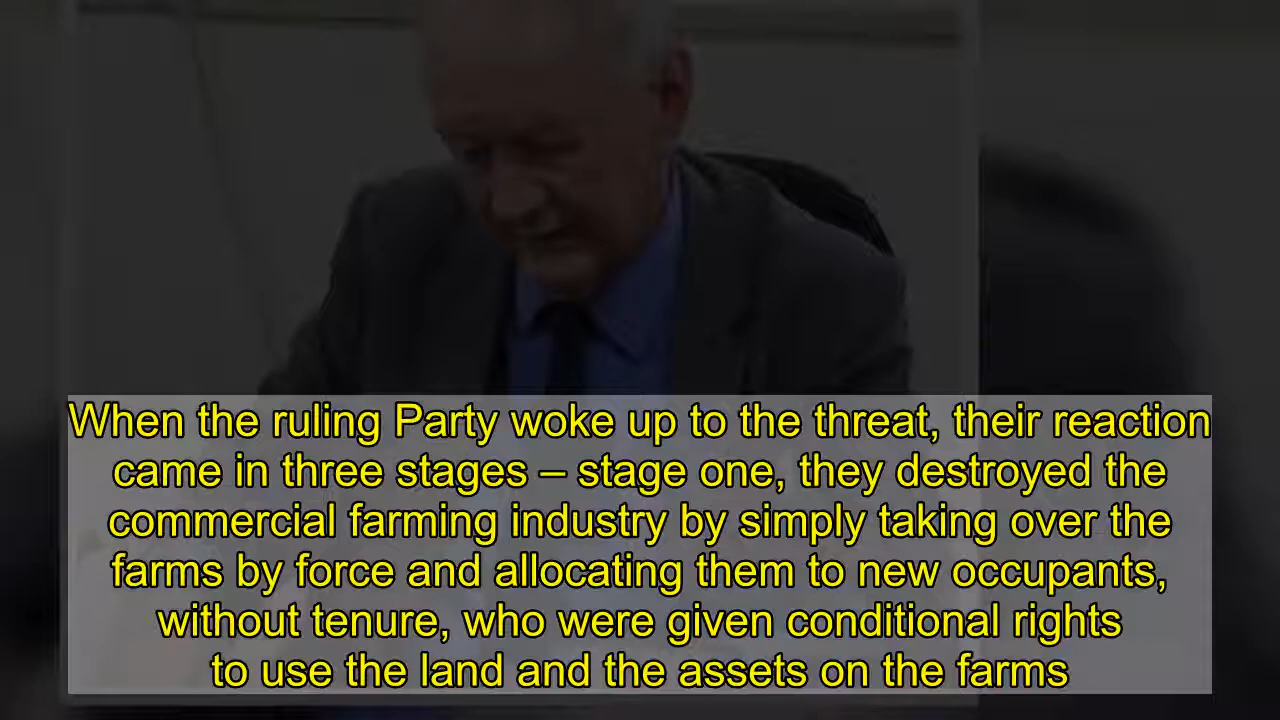 When the ruling Party woke up to the threat, their reaction
came in three stages – stage one, they destroyed the
commercial farming industry by simply taking over the
farms by force and allocating them to new occupants,
without tenure, who were given conditional rights
to use the land and the assets on the farms